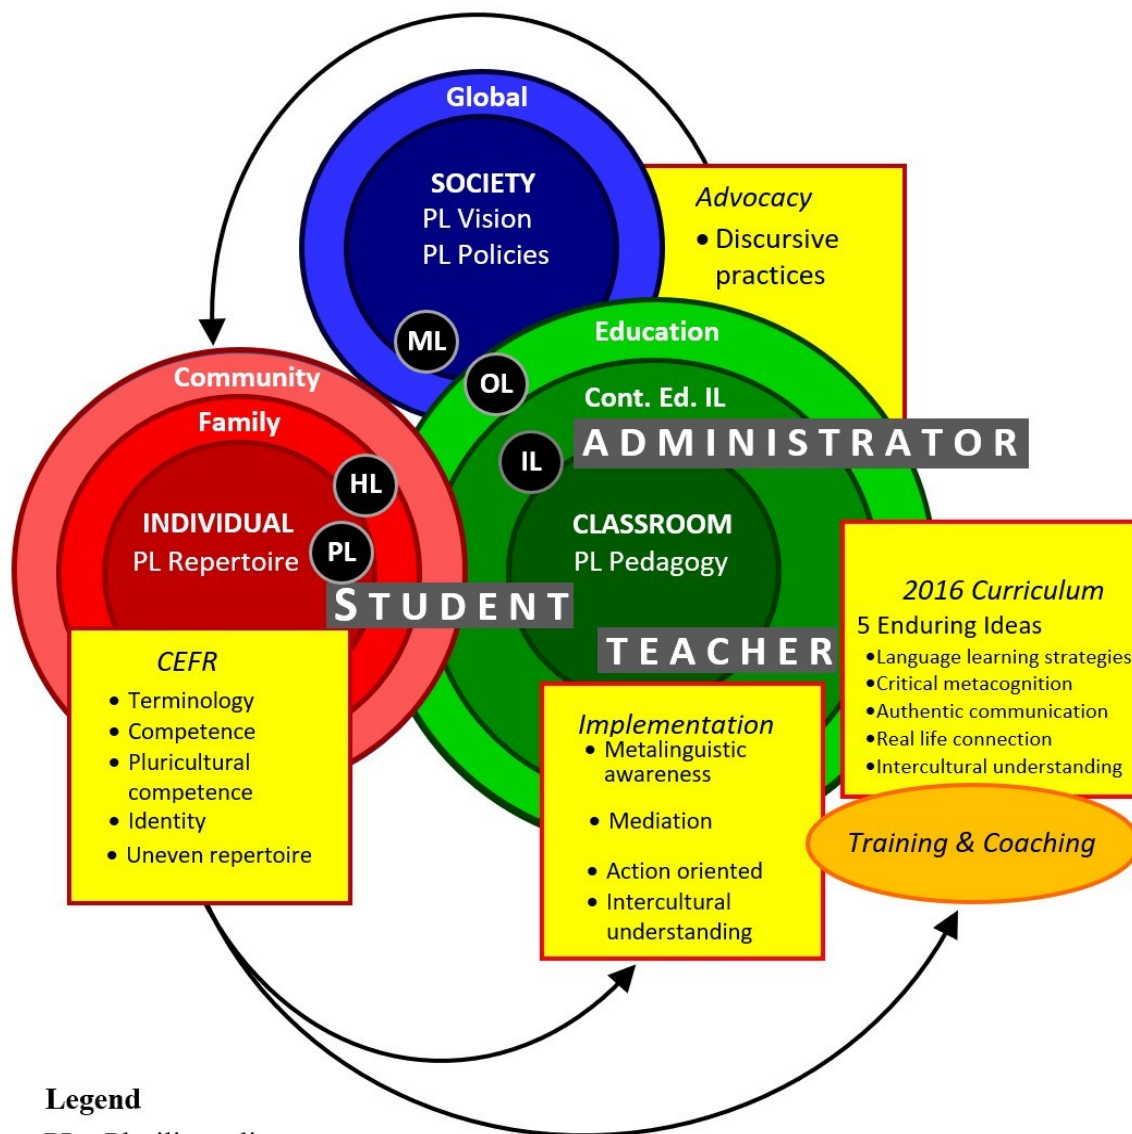 Global
SOCIETY
PL Vision
PL Policies
ML
Advocacy
• Discursive
practices
Education
OL
Cont. Ed. IL
ADMINISTRATOR
IL
Community
Family
HL
INDIVIDUAL
PL Repertoire
PL
STUDENT
CLASSROOM
PL Pedagogy
TEACHER
2016 Curriculum
5 Enduring Ideas
•Language learning strategies
•Critical metacognition
•Authentic communication
•Real life connection
•Intercultural understanding
Training & Coaching
CEFR
• Terminology
• Competence
• Pluricultural
competence
• Identity
• Uneven repertoire
Implementation
• Metalinguistic
awareness
• Mediation
• Action oriented
• Intercultural
understanding
Legend